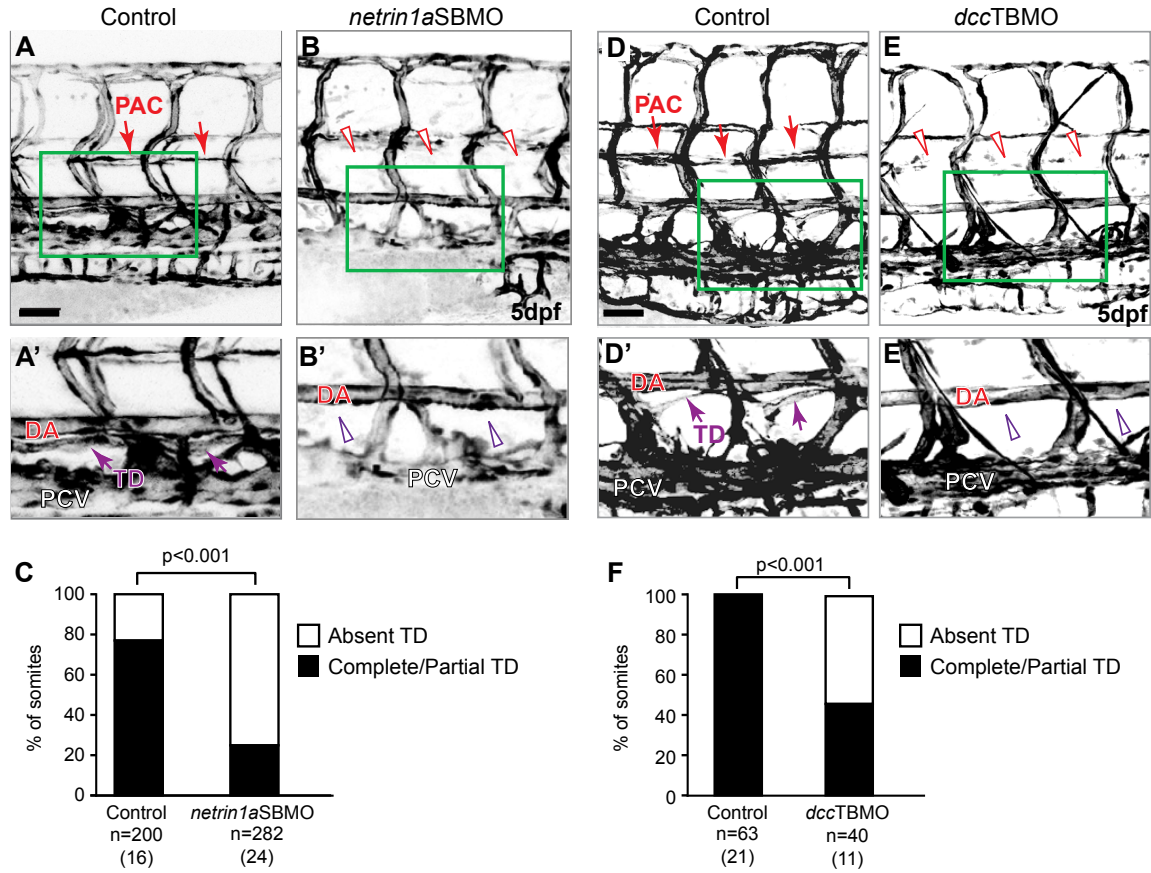 Control
netrin1aSBMO
Control
dccTBMO
A
B
D
E
PAC
PAC
5dpf
5dpf
A'
B'
D'
E'
DA
DA
DA
DA
TD
TD
PCV
PCV
PCV
PCV
C
p<0.001
100
80
60
40
20
0
% of somites
Absent TD
Complete/Partial TD
Control
n=200
(16)
netrin1aSBMO
n=282
(24)
F
p<0.001
100
80
60
40
20
0
% of somites
Absent TD
Complete/Partial TD
Control
n=63
(21)
dccTBMO
n=40
(11)